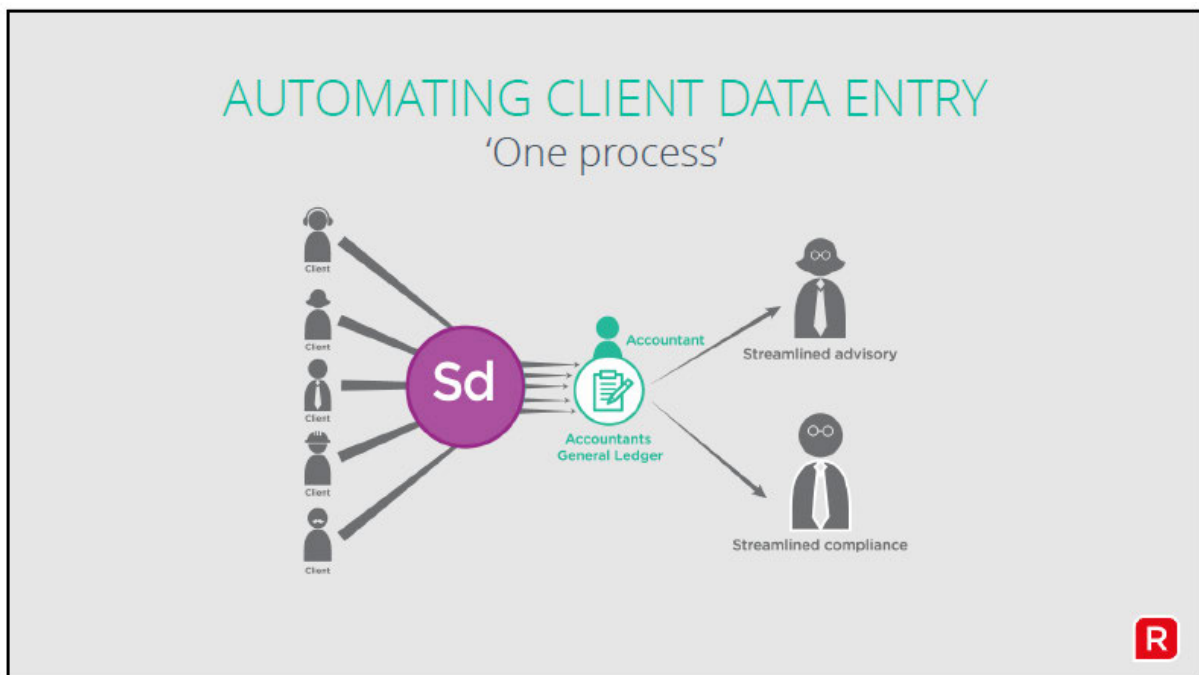 AUTOMATING CLIENT DATA ENTRY
‘One process’
Client
Client
Client
Client
Client
Sd
Accountant
Accountants
General Ledger
Streamlined advisory
Streamlined compliance
R